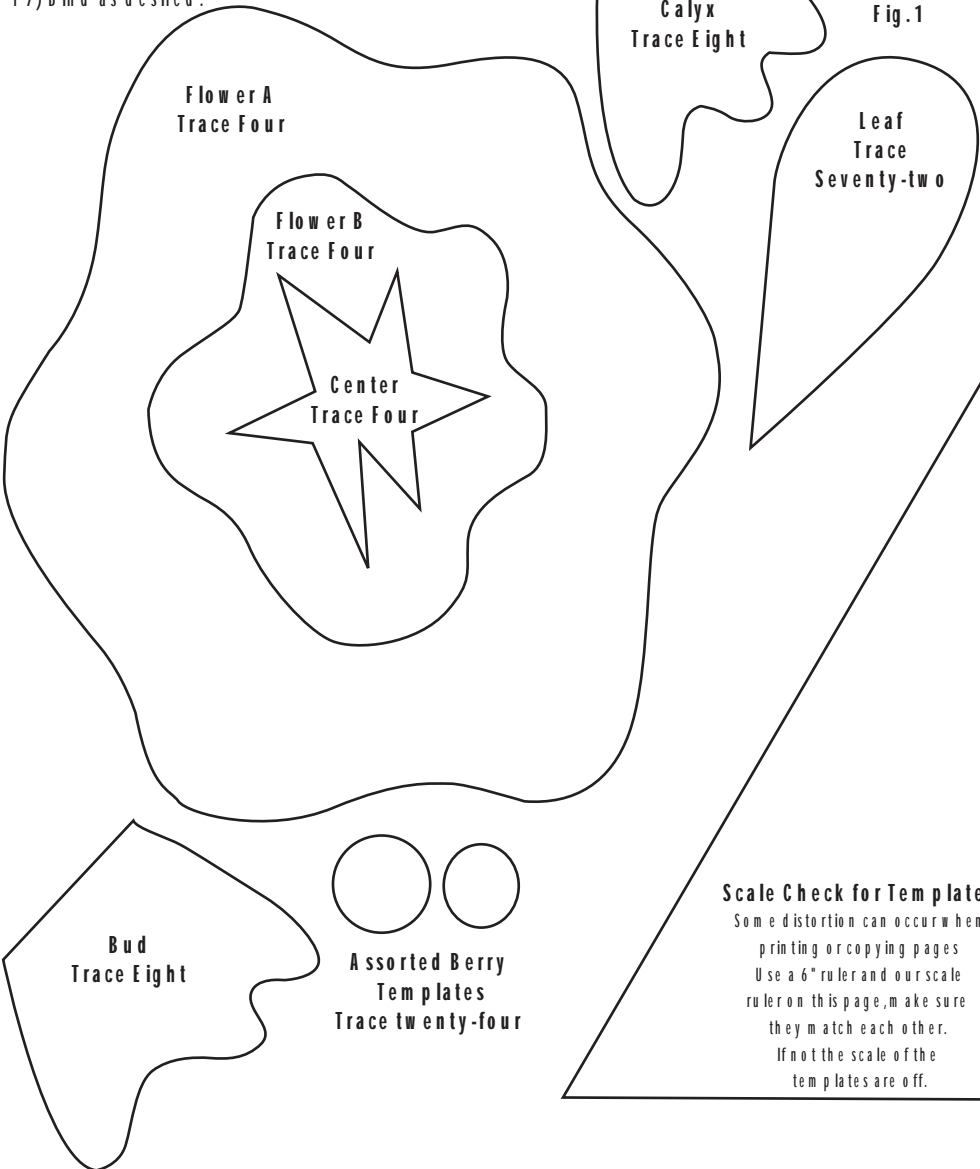 as desired.
Calyx
Trace Eight
Fig.1
Flower A
Trace Four
Leaf
Trace
Seventy-two
Flower B
Trace Four
Center
Trace Four
Scale Check for Template
Some distortion can occur when
printing or copying pages
Use a 6" ruler and our scale
ruler on this page, make sure
they match each other.
If not the scale of the
templates are off.
Bud
Trace Eight
Assorted Berry
Templates
Trace twenty-four